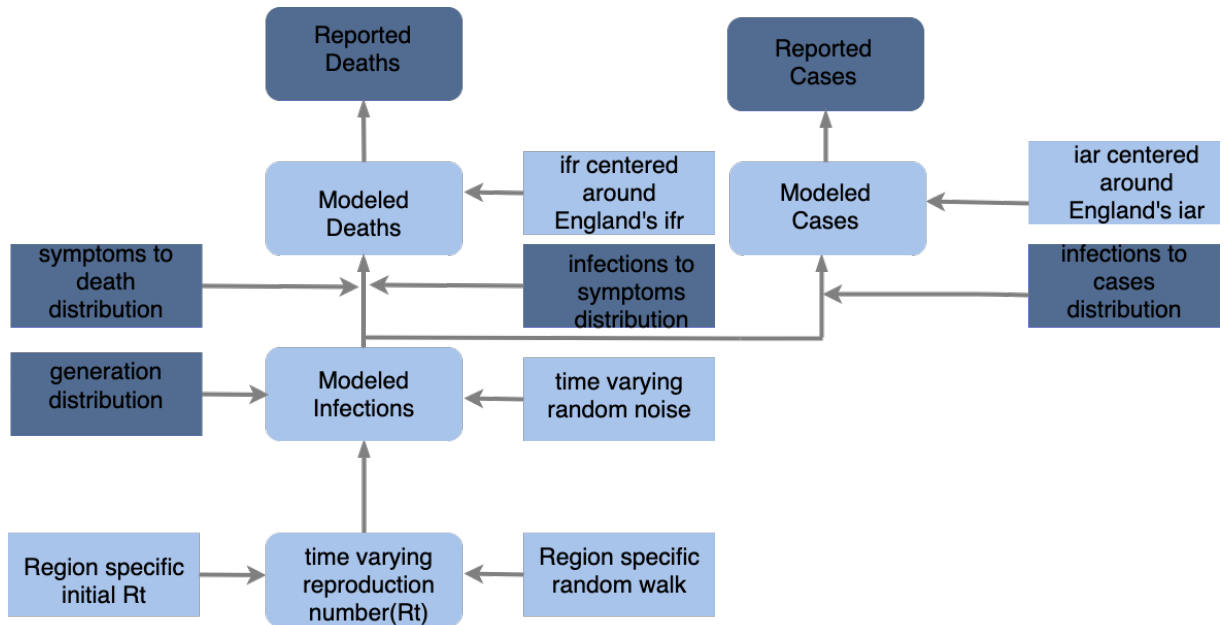 Reported
Deaths
Reported
Cases
ifr centered
around
England's ifr
iar centered
around
England's iar
Modeled
Deaths
Modeled
Cases
symptoms to
death
distribution
infections to
symptoms
distribution
infections to
cases
distribution
generation
distribution
Modeled
Infections
time varying
random noise
Region specific
initial Rt
time varying
reproduction
number(Rt)
Region specific
random walk